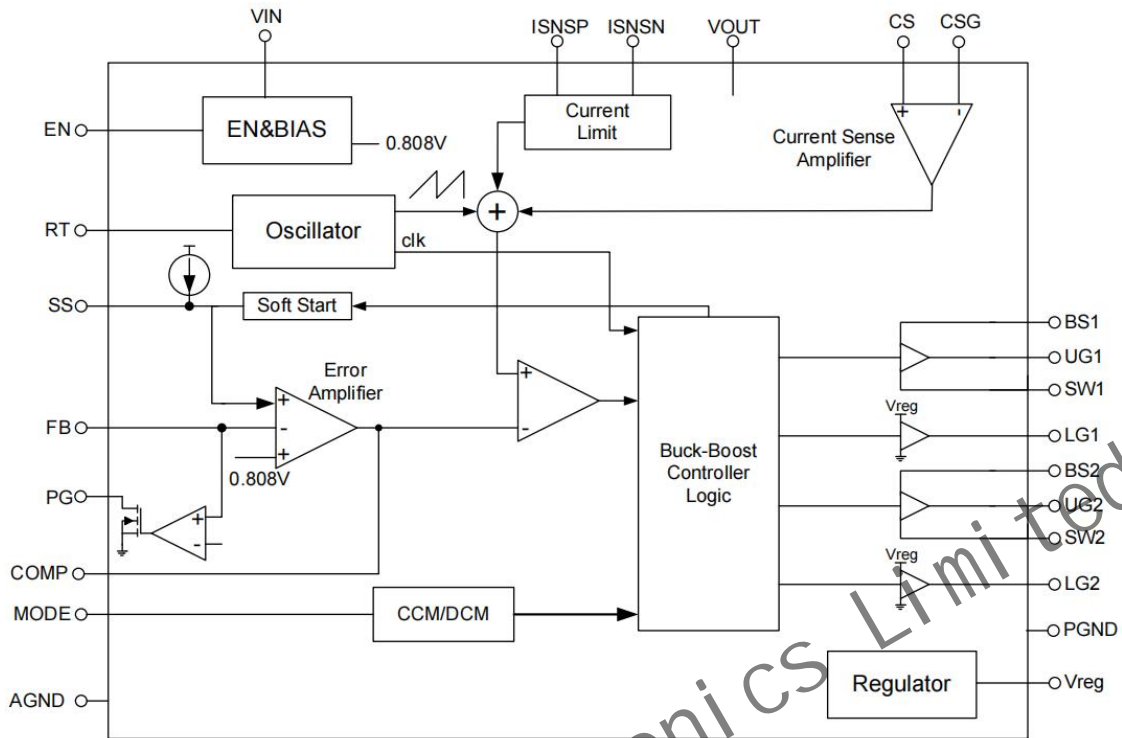 VIN
ISNSP
ISNSN
VOUT
CS
CSG
EN
EN&BIAS
0.808V
Current
Limit
+
-
Current Sense
Amplifier
RT
Oscillator
clk
+
SS
Soft Start
Error
Amplifier
+
-
+
0.808V
FB
+
-
PG
+
-
COMP
MODE
CCM/DCM
AGND
Buck-Boost
Controller
Logic
BS1
UG1
SW1
Vreg
LG1
BS2
UG2
SW2
Vreg
LG2
PGND
Regulator
Vreg
nics Limited